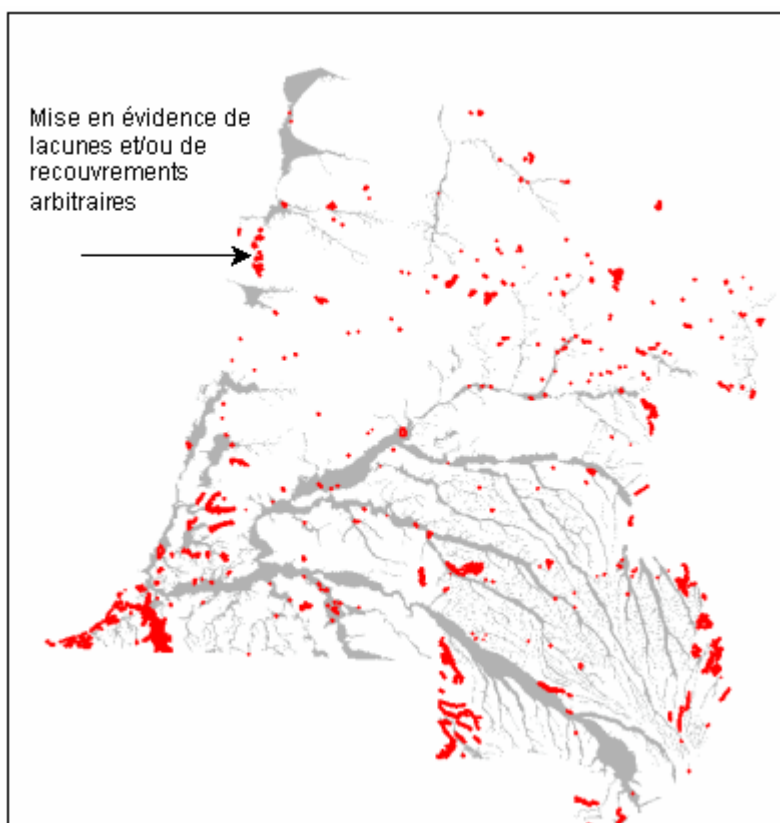 Mise en évidence de
lacunes et/ou de
recouvrements
arbitraires